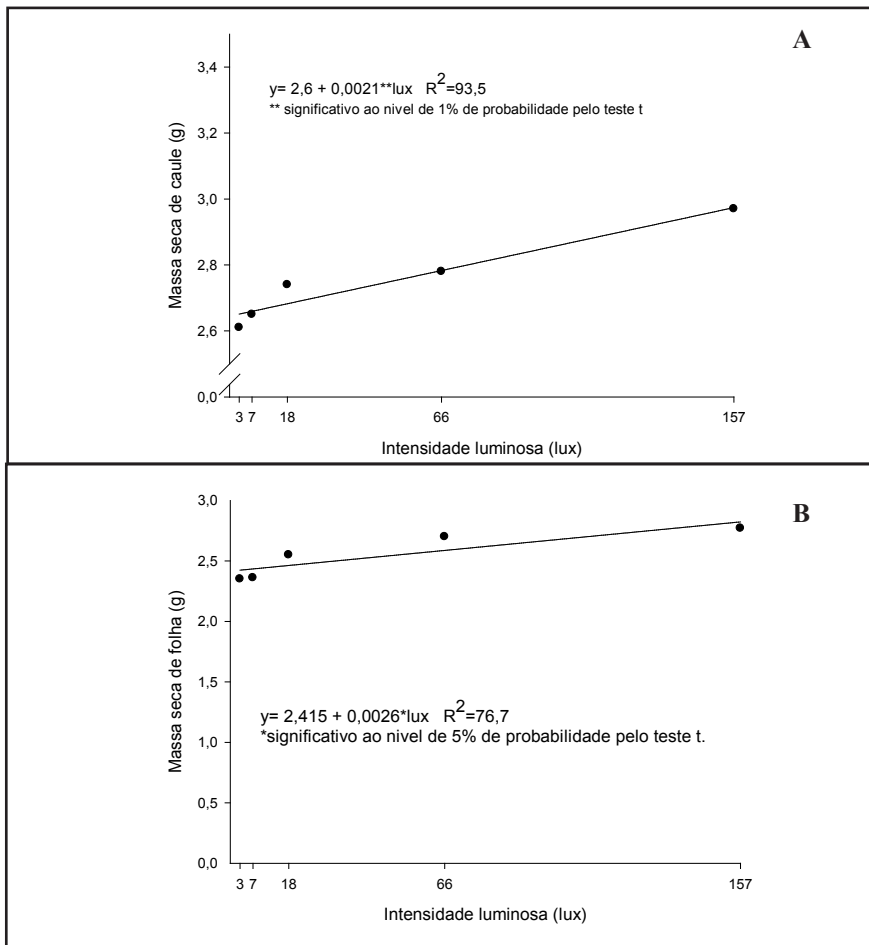 A
3,4
y= 2,6 + 0,0021**lux R2=93,5
** significativo ao nivel de 1% de probabilidade pelo teste t
3,2
3,0
2,8
2,6
0,0
Massa seca de caule (g)
3 7 18 66 157
Intensidade luminosa (lux)
B
3,0
2,5
2,0
1,5
y= 2,415 + 0,0026*lux R2=76,7
*significativo ao nivel de 5% de probabilidade pelo teste t.
1,0
0,5
0,0
Massa seca de folha (g)
3 7 18 66 157
Intensidade luminosa (lux)